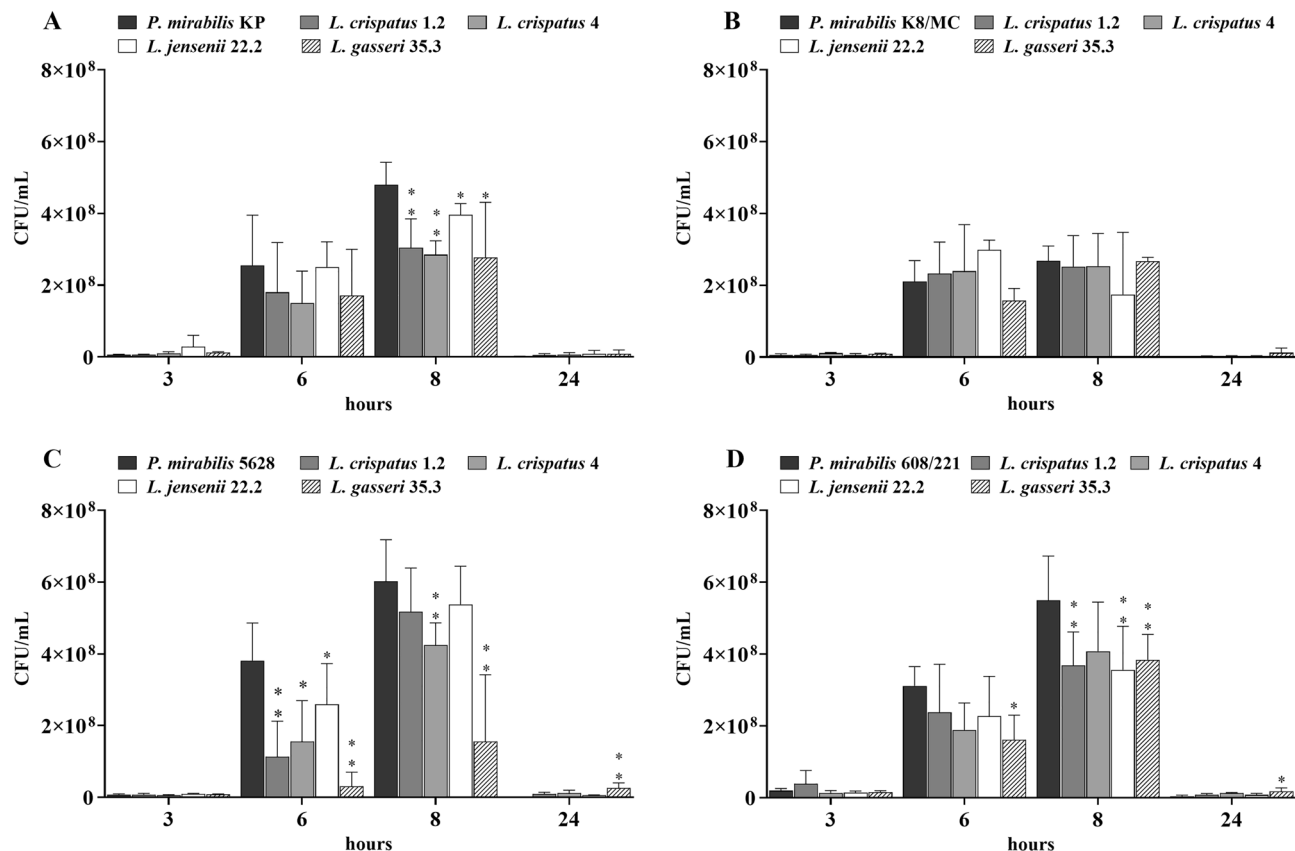 A
P. mirabilis KP L. crispatus 1.2 L. crispatus 4
L. jensenii 22.2 L. gasseri 35.3
8×10⁸
6×10⁸
4×10⁸
2×10⁸
0
CFU/mL
* * * * * *
3 6 8 24
hours
B
P. mirabilis K8/MC L. crispatus 1.2 L. crispatus 4
L. jensenii 22.2 L. gasseri 35.3
8×10⁸
6×10⁸
4×10⁸
2×10⁸
0
CFU/mL
3 6 8 24
hours
C
P. mirabilis 5628 L. crispatus 1.2 L. crispatus 4
L. jensenii 22.2 L. gasseri 35.3
8×10⁸
6×10⁸
4×10⁸
2×10⁸
0
CFU/mL
* * * * * * * * * * * *
3 6 8 24
hours
D
P. mirabilis 608/221 L. crispatus 1.2 L. crispatus 4
L. jensenii 22.2 L. gasseri 35.3
8×10⁸
6×10⁸
4×10⁸
2×10⁸
0
CFU/mL
* * * * * * * *
3 6 8 24
hours